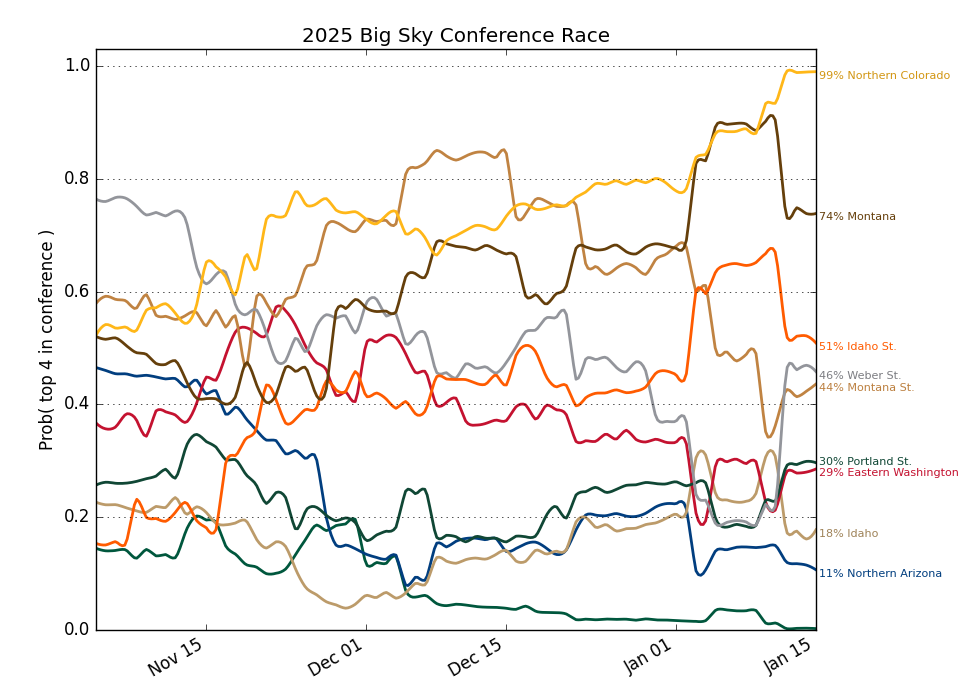 2025 Big Sky Conference Race
Prob( top 4 in conference )
1.0
0.8
0.6
0.4
0.2
0.0
Nov 15
Dec 01
Dec 15
Jan 01
Jan 15
99% Northern Colorado
74% Montana
51% Idaho St.
46% Weber St.
44% Montana St.
30% Portland St.
29% Eastern Washington
18% Idaho
11% Northern Arizona